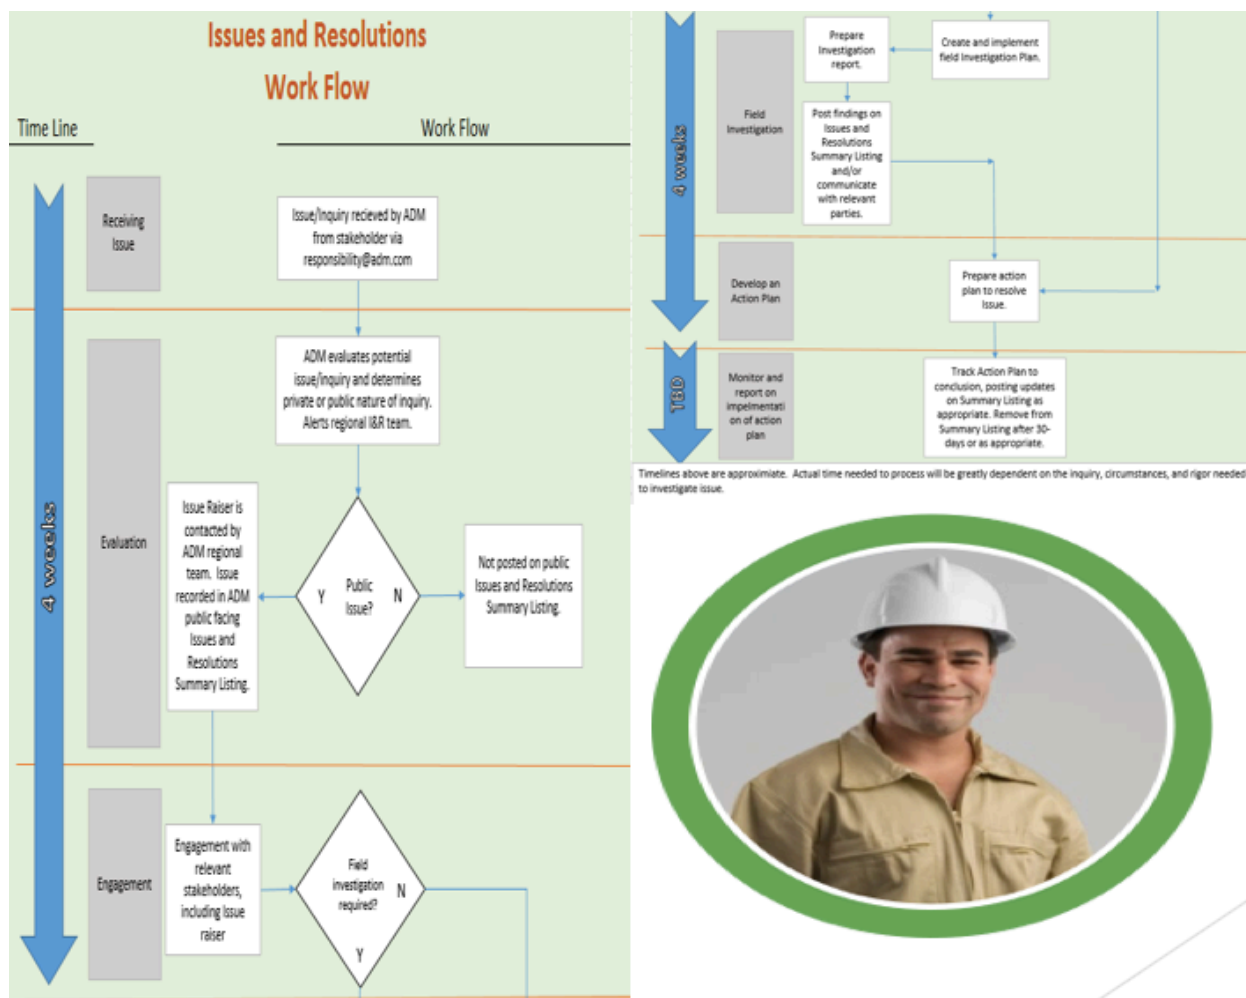 Issues and Resolutions
Work Flow
Time Line
Work Flow
4 weeks
Receiving
Issue
Issue/Inquiry recieved by ADM
from stakeholder via
responsibility@adm.com
Evaluation
ADM evaluates potential
issue/inquiry and determines
private or public nature of inquiry.
Alerts regional I&R team.
Issue Raiser is
contacted by
ADM regional
team. Issue
recorded in ADM
public facing
Issues and
Resolutions
Summary Listing.
Y
Public
Issue?
N
Not posted on public
Issues and Resolutions
Summary Listing.
Engagement
Engagement with
relevant
stakeholders,
including Issue
raiser
Field
investigation
required?
N
Y
4 weeks
Field
Investigation
Prepare
Investigation
report.
Create and implement
field Investigation Plan.
Post findings on
Issues and
Resolutions
Summary Listing
and/or
communicate
with relevant
parties.
Develop an
Action Plan
Prepare action
plan to resolve
Issue.
TBD
Monitor and
report on
impelmentati
on of action
plan
Track Action Plan to
conclusion, posting updates
on Summary Listing as
appropriate. Remove from
Summary Listing after 30-
days or as appropriate.
Timelines above are approximiate. Actual time needed to process will be greatly dependent on the inquiry, circumstances, and rigor needed
to investigate issue.